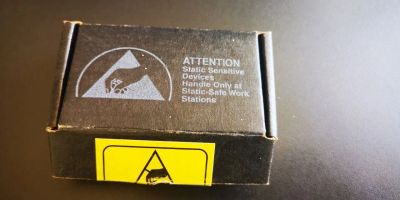 ATTENTION
Static Sensitive
Devices
Handle Only at
Static-Safe Work
Stations